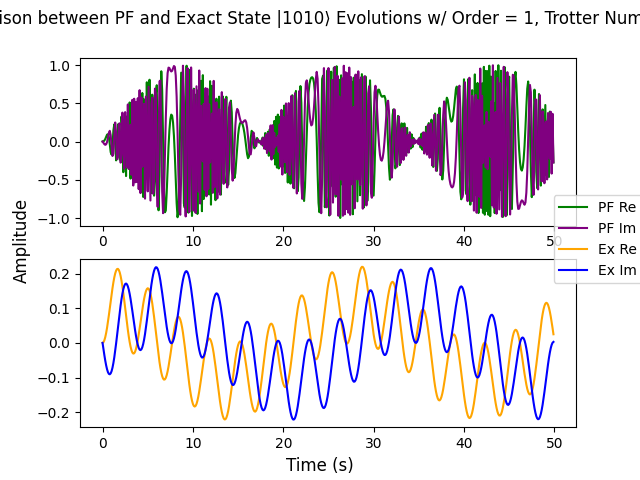 ison between PF and Exact State |1010⟩ Evolutions w/ Order = 1, Trotter Num
1.0
0.5
0.0
−0.5
−1.0
0 10 20 30 40 50
PF Re
PF Im
Ex Re
Ex Im
Amplitude
0.2
0.1
0.0
−0.1
−0.2
0 10 20 30 40 50
Time (s)